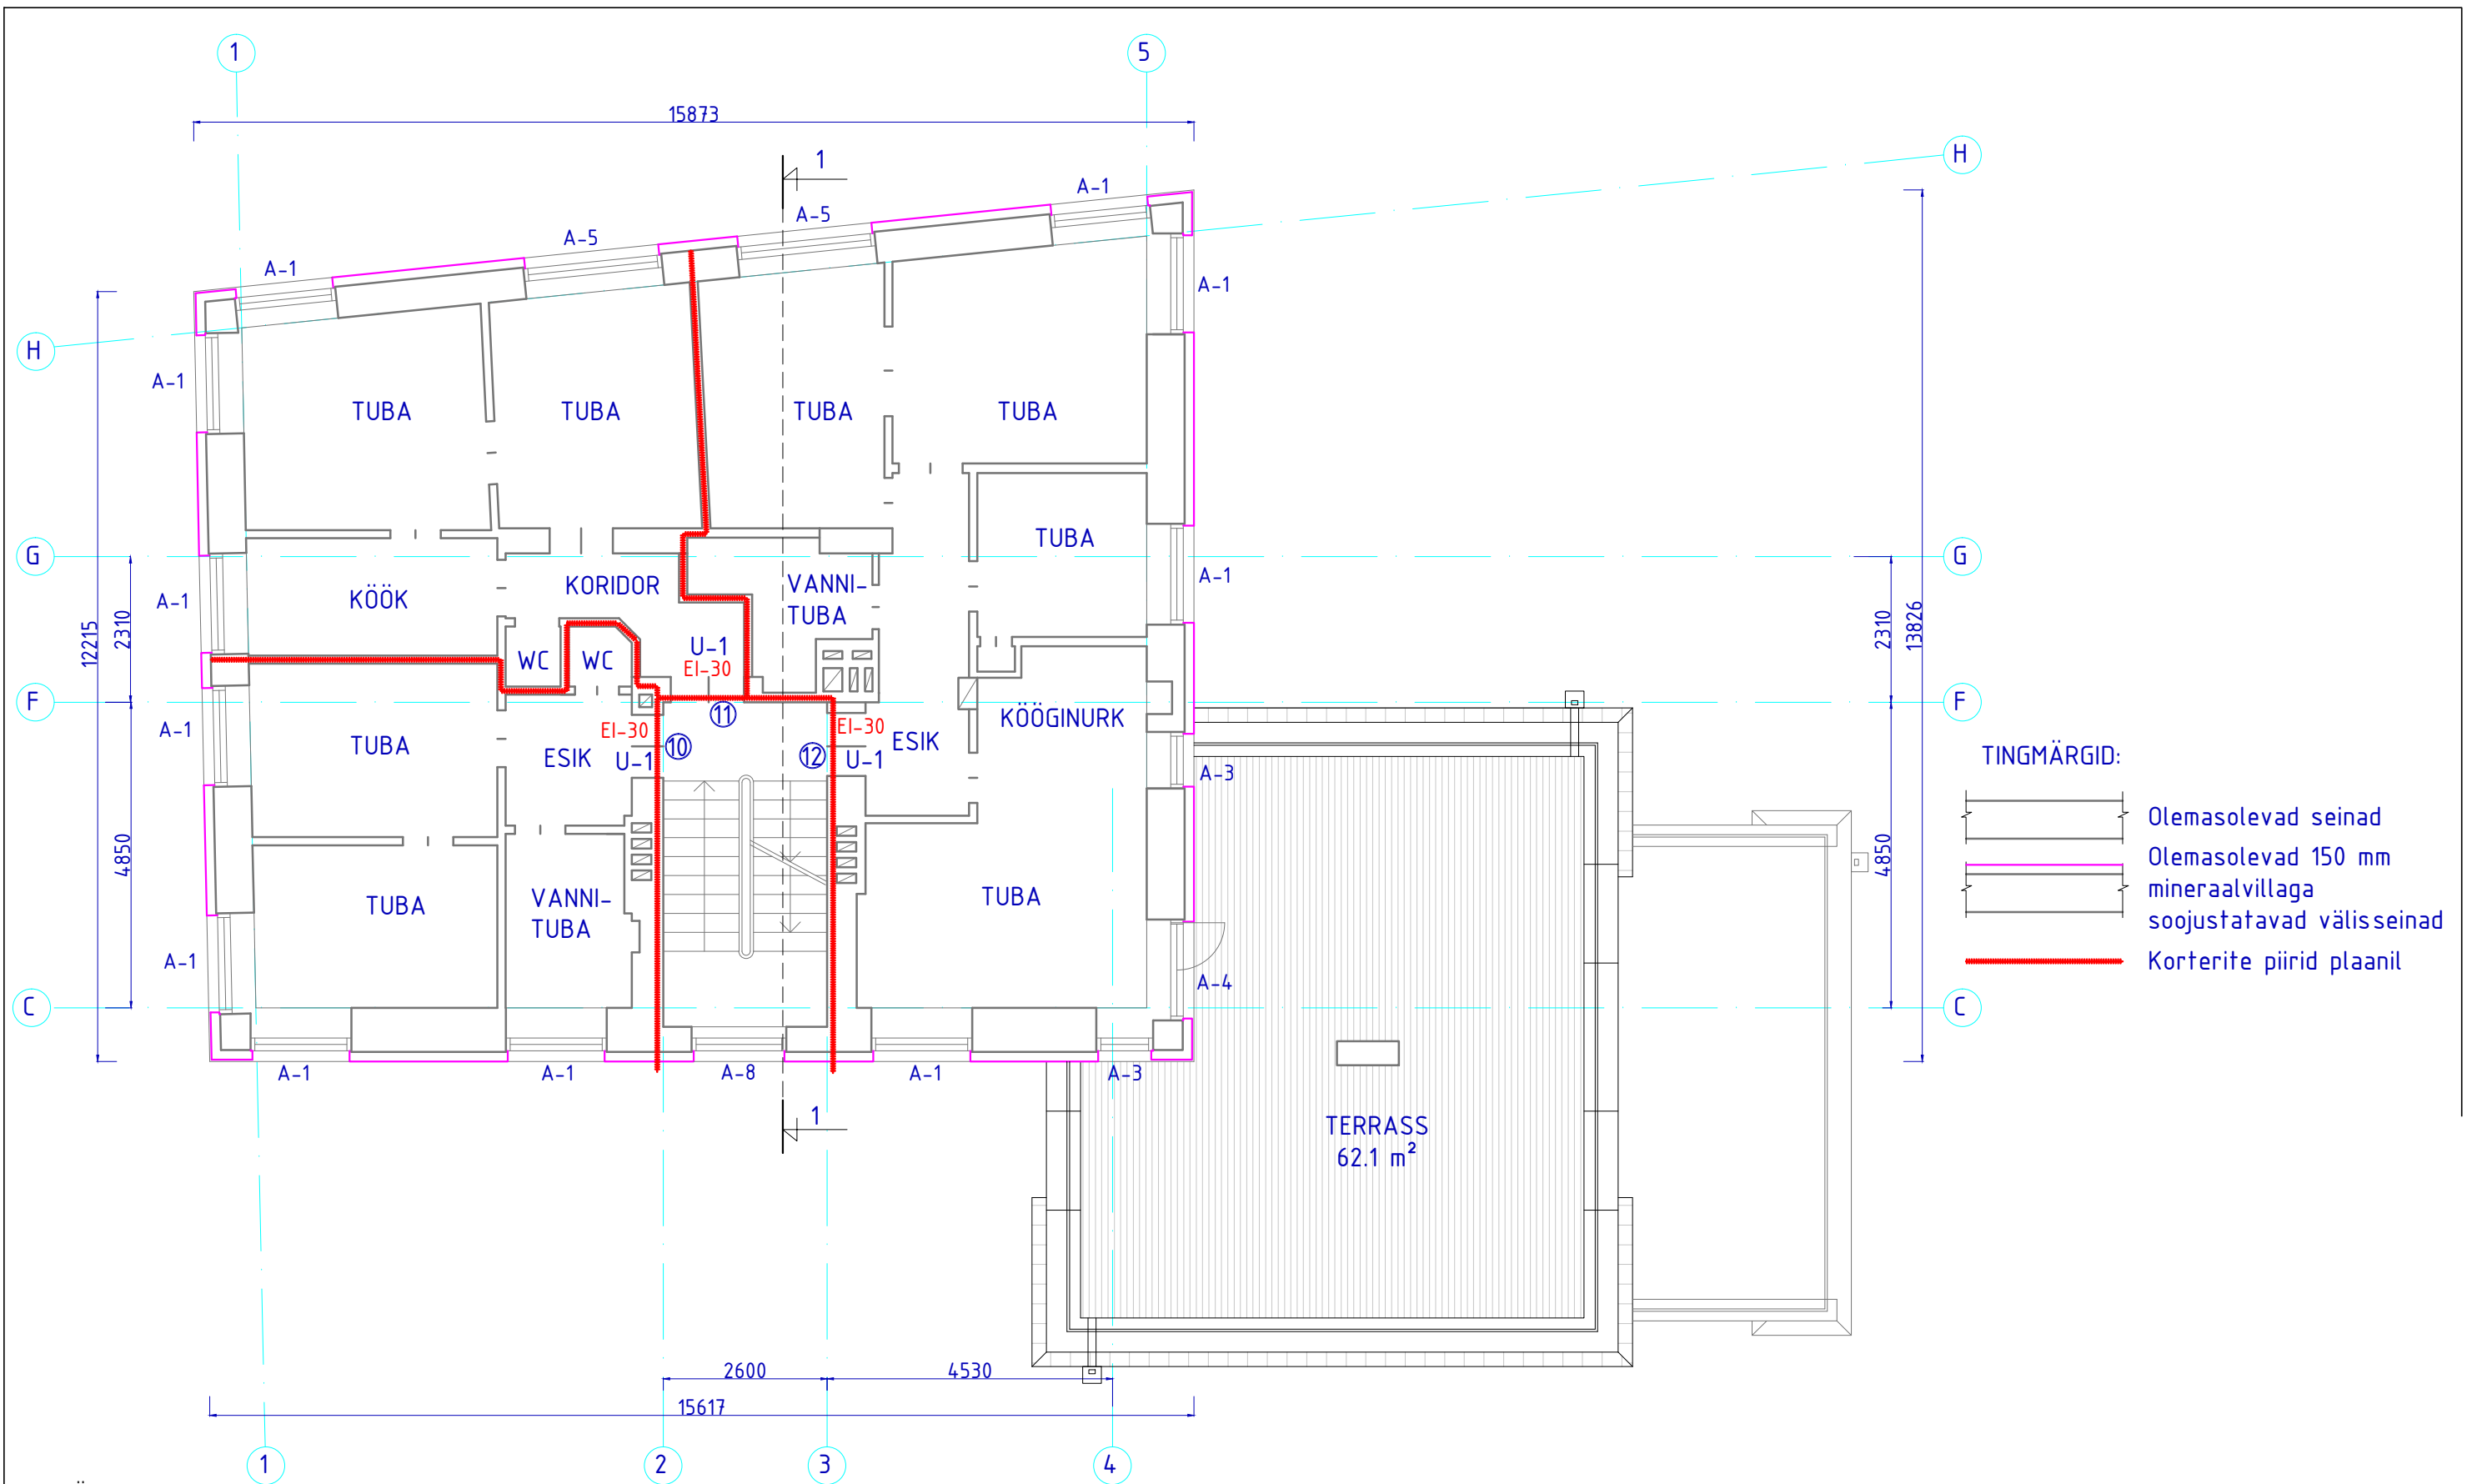 1
5
15873
1
H
A-1
A-5
A-5
A-1
A-1
A-1
H
TUBA
TUBA
TUBA
TUBA
G
TUBA
G
KÖÖK
KORIDOR
VANNI-
TUBA
A-1
A-1
12215
2310
2310
13826
WC
WC
U-1
EI-30
F
F
11
KÖÖGINURK
A-1
TUBA
ESIK
EI-30
U-1
10
12
EI-30
U-1
ESIK
A-3
TINGMÄRGID:
Olemasolevad seinad
Olemasolevad 150 mm
mineraalvillaga
soojustatavad välisseinad
Korterite piirid plaanil
4850
4850
TUBA
VANNI-
TUBA
TUBA
A-1
A-4
C
C
A-1
A-1
A-8
A-1
A-3
1
TERRASS
62.1 m²
2600
4530
15617
1
2
3
4